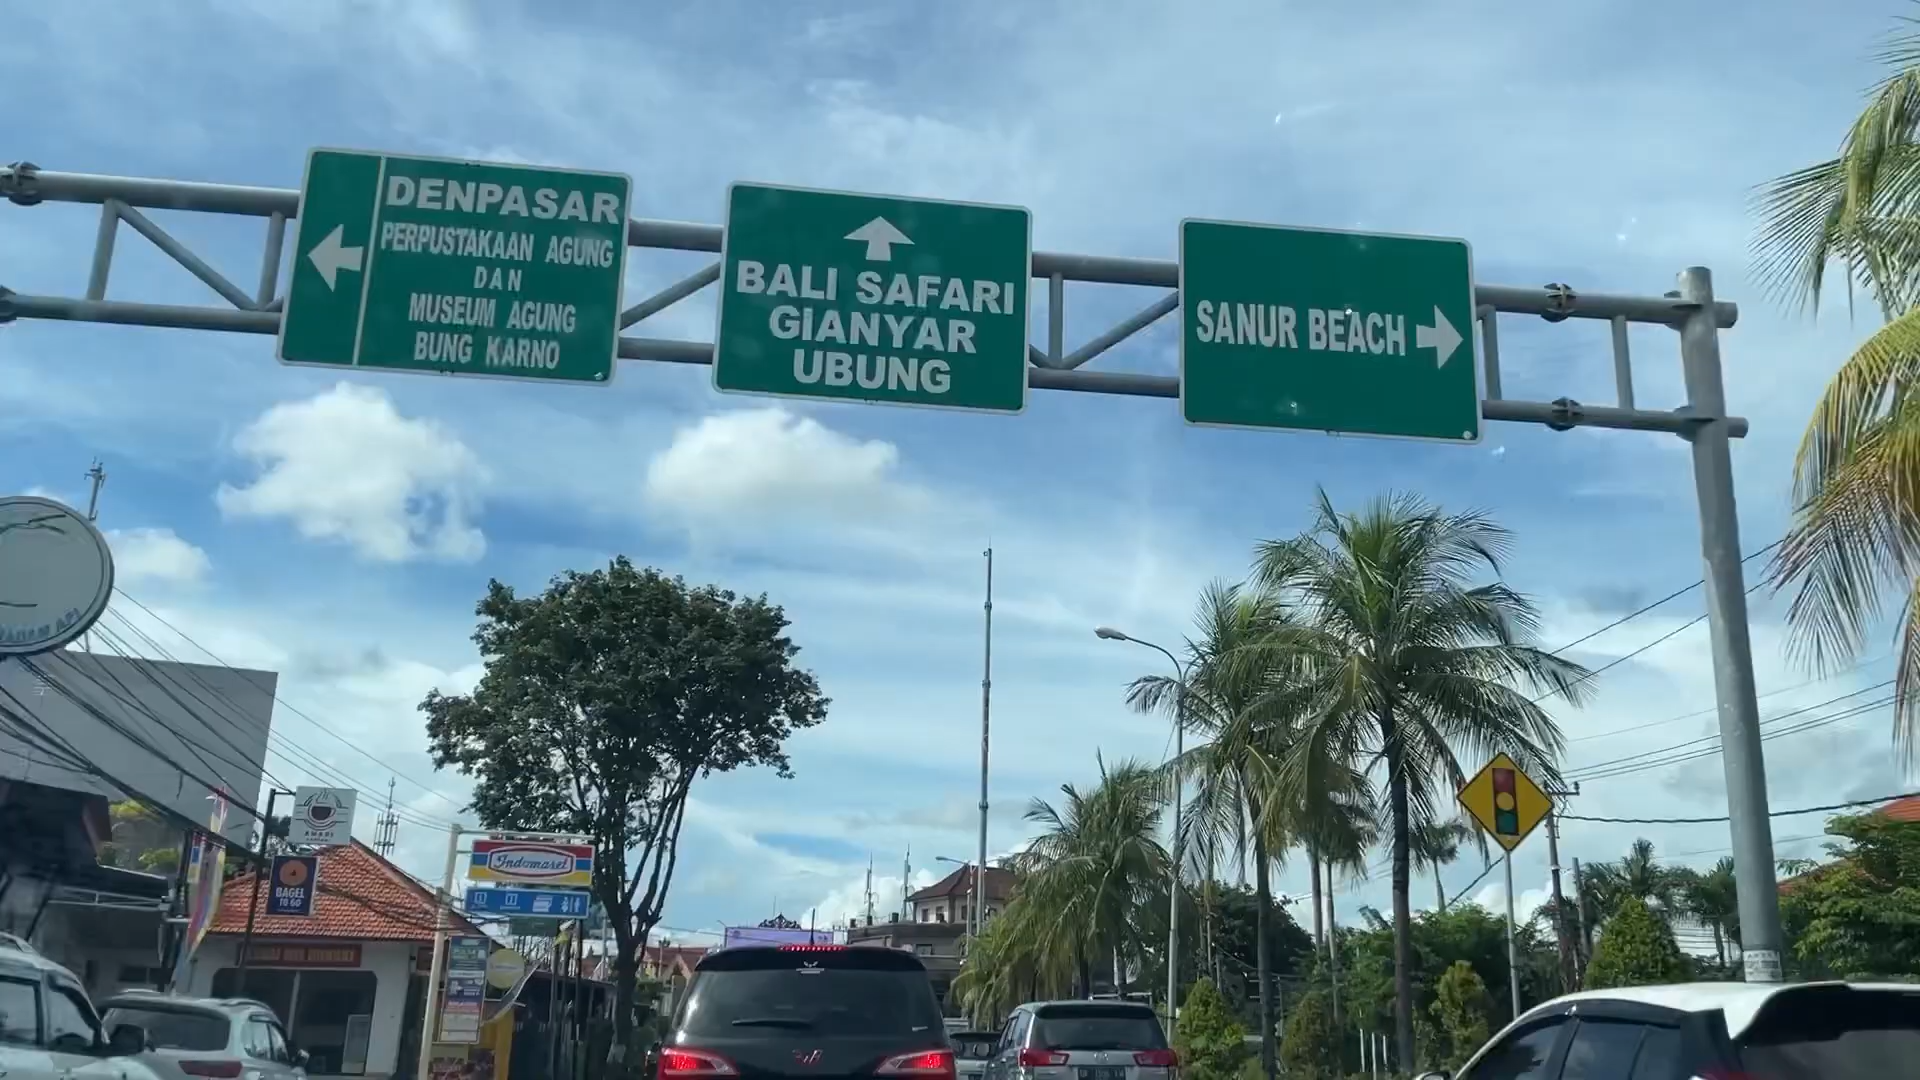 DENPASAR
PERPUSTAKAAN AGUNG
DAN
MUSEUM AGUNG
BUNG KARNO
BALI SAFARI
GIANYAR
UBUNG
SANUR BEACH
BAGEL
TO GO
Indomaret